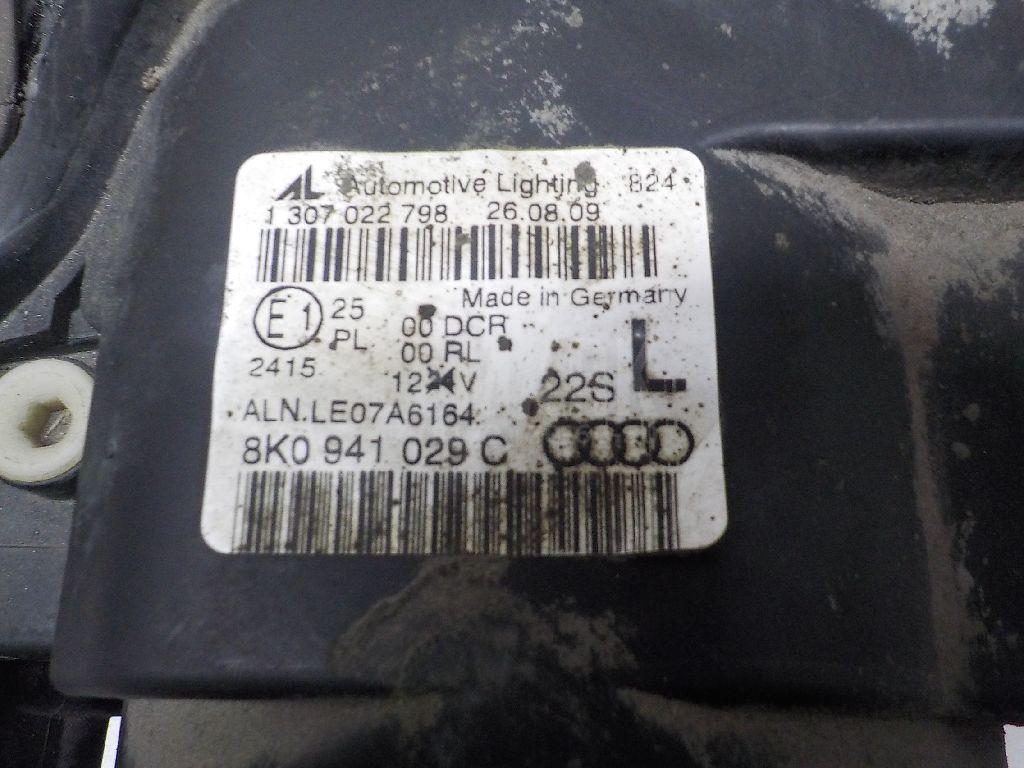 AL Automotive Lighting 824
1 307 022 798 26.08.09
Made in Germany
E1 25 00 DCR
PL 00 RL
2415 12 V L
22S
ALN.LE07A6164
8K0 941 029 C